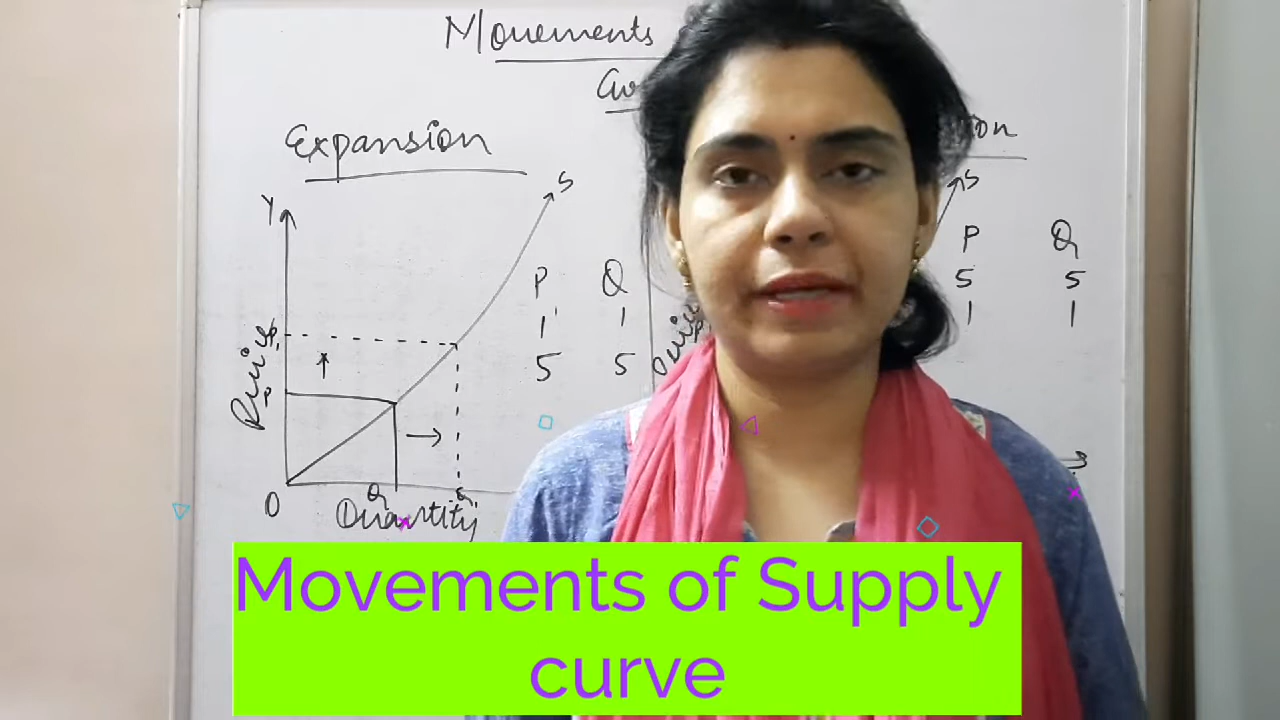 Movements
Expansion
Y
S
P Q
1 1
5 5
Price
P
O
Q
Quantity
S
P Q
5 5
1 1
Movements of Supply
curve